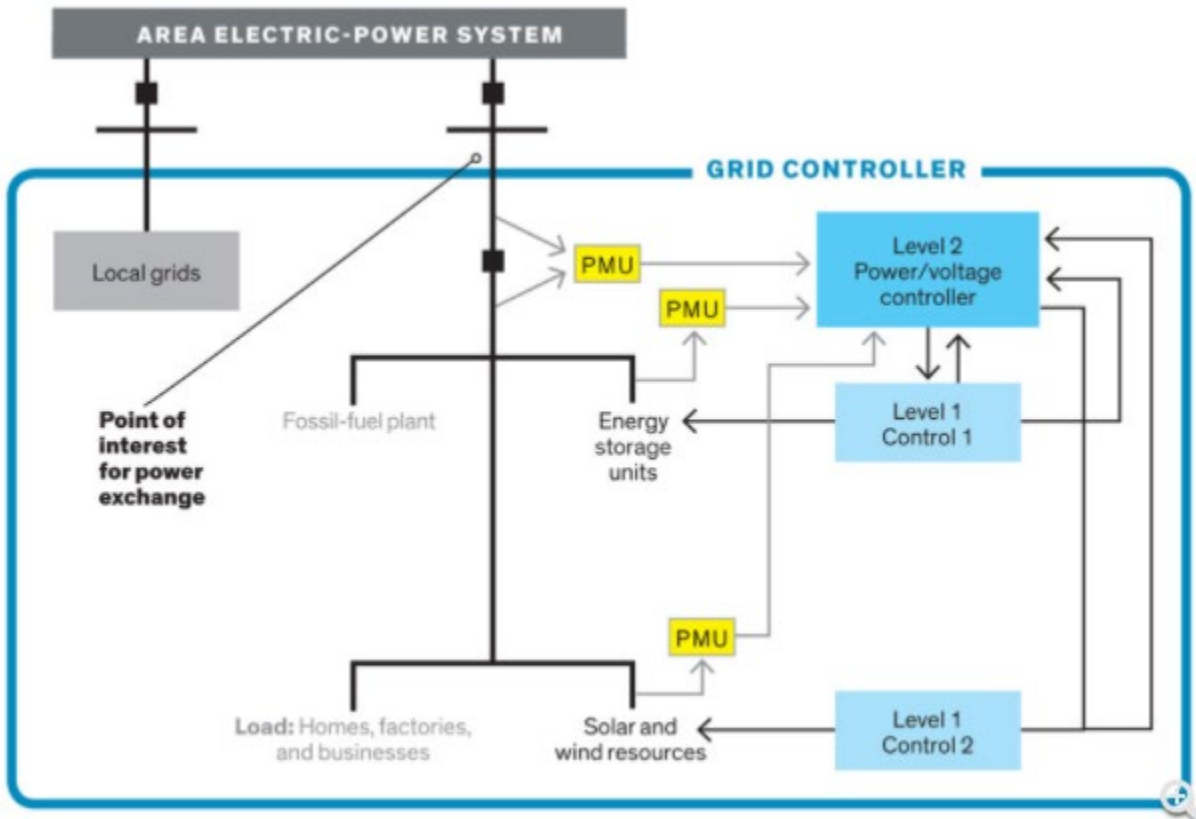 AREA ELECTRIC-POWER SYSTEM
GRID CONTROLLER
Local grids
PMU
Level 2
Power/voltage
controller
PMU
Point of
interest
for power
exchange
Fossil-fuel plant
Energy
storage
units
Level 1
Control 1
PMU
Load: Homes, factories,
and businesses
Solar and
wind resources
Level 1
Control 2